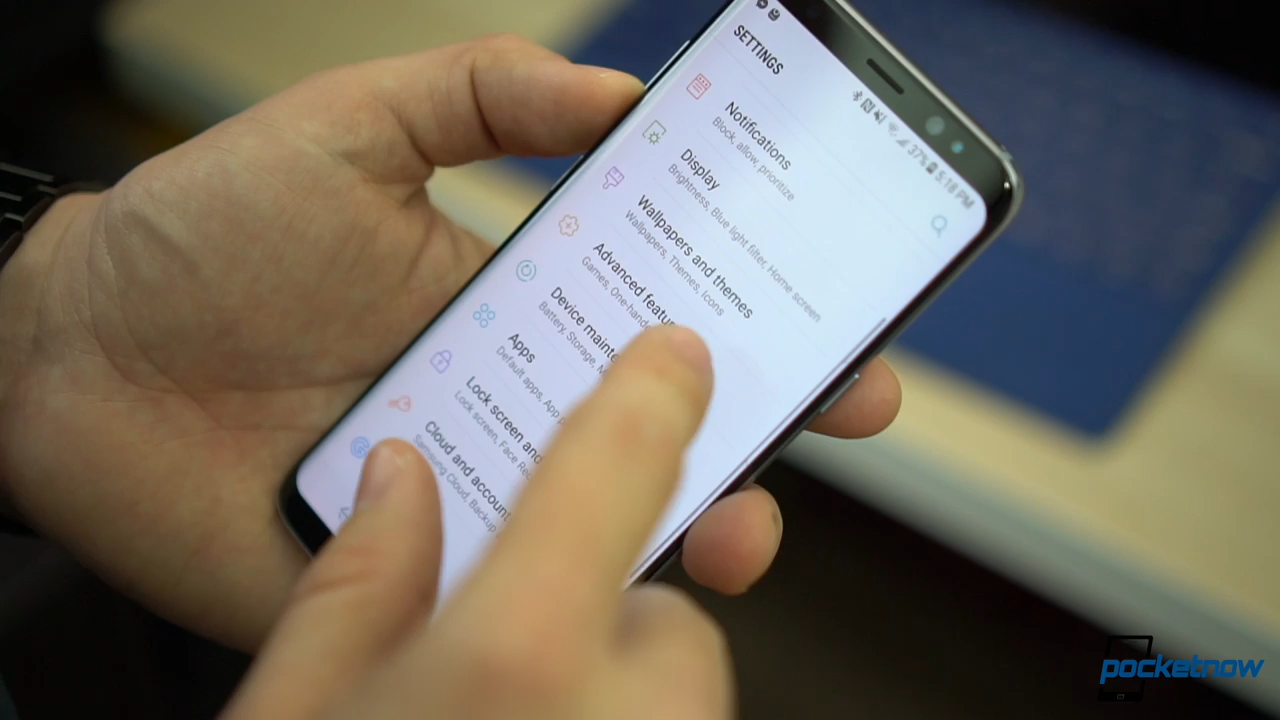 37% 5:18 PM
SETTINGS
Notifications
Block, allow, prioritize
Display
Brightness, Blue light filter, Home screen
Wallpapers and themes
Wallpapers, Themes, Icons
Advanced featu
Games, One-hand
Device mainte
Battery, Storage, M
Apps
Default apps, App p
Lock screen and
Lock screen, Face Rec
Cloud and account
Samsung Cloud, Backup
pocketnow